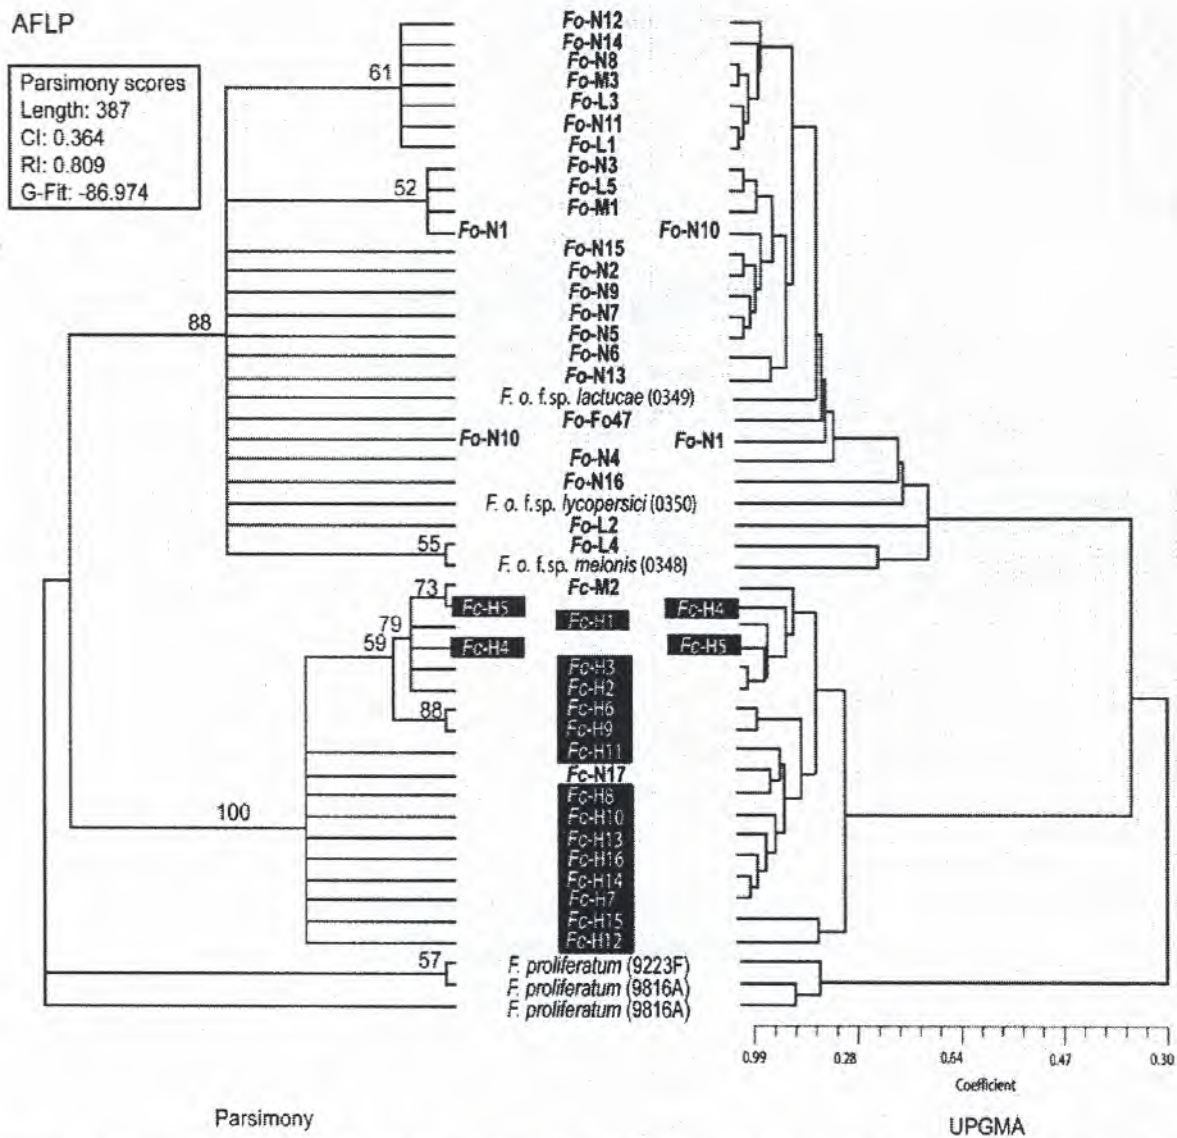 AFLP
Parsimony scores
Length: 387
CI: 0.364
RI: 0.809
G-Fit: -86.974
61
52
88
55
73
79
59
88
100
57
Fo-N12
Fo-N14
Fo-N8
Fo-M3
Fo-L3
Fo-N11
Fo-L1
Fo-N3
Fo-L5
Fo-M1
Fo-N1 Fo-N10
Fo-N15
Fo-N2
Fo-N9
Fo-N7
Fo-N5
Fo-N6
Fo-N13
F. o. f.sp. lactucae (0349)
Fo-Fo47
Fo-N10 Fo-N1
Fo-N4
Fo-N16
F. o. f.sp. lycopersici (0350)
Fo-L2
Fo-L4
F. o. f.sp. melonis (0348)
Fc-M2
Fc-H5 Fc-H4
Fc-H1
Fc-H4 Fc-H5
Fc-H3
Fc-H2
Fc-H6
Fc-H9
Fc-H11
Fc-N17
Fc-H8
Fc-H10
Fc-H13
Fc-H16
Fc-H14
Fc-H7
Fc-H15
Fc-H12
F. proliferatum (9223F)
F. proliferatum (9816A)
F. proliferatum (9816A)
0.99 0.28 0.64 0.47 0.30
Coefficient
Parsimony
UPGMA